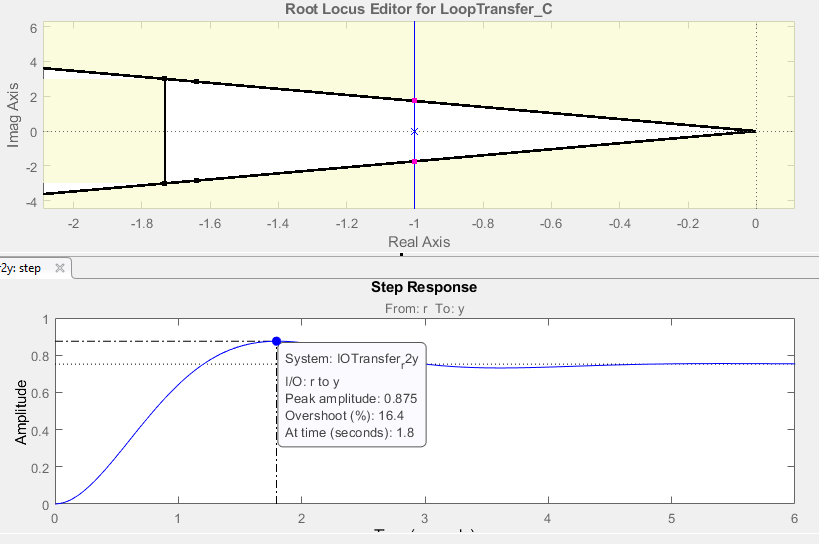 Root Locus Editor for LoopTransfer_C
6
4
2
0
-2
-4
Imag Axis
-2
-1.8
-1.6
-1.4
-1.2
-1
-0.8
-0.6
-0.4
-0.2
0
Real Axis
r2y: step
Step Response
From: r To: y
1
0.8
0.6
0.4
0.2
0
Amplitude
System: IOTransfer_r2y
I/O: r to y
Peak amplitude: 0.875
Overshoot (%): 16.4
At time (seconds): 1.8
0
1
2
3
4
5
6